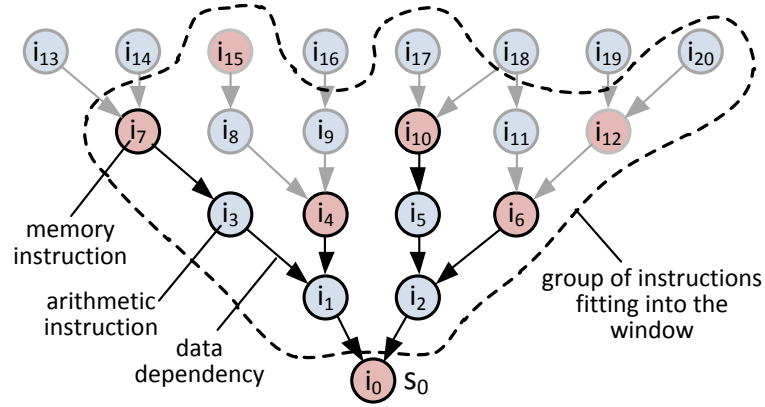 i13 i14 i15 i16 i17 i18 i19 i20
i7 i8 i9 i10 i11 i12
i3 i4 i5 i6
memory
instruction
i1 i2
arithmetic
instruction
data
dependency
group of instructions
fitting into the
window
i0 S0